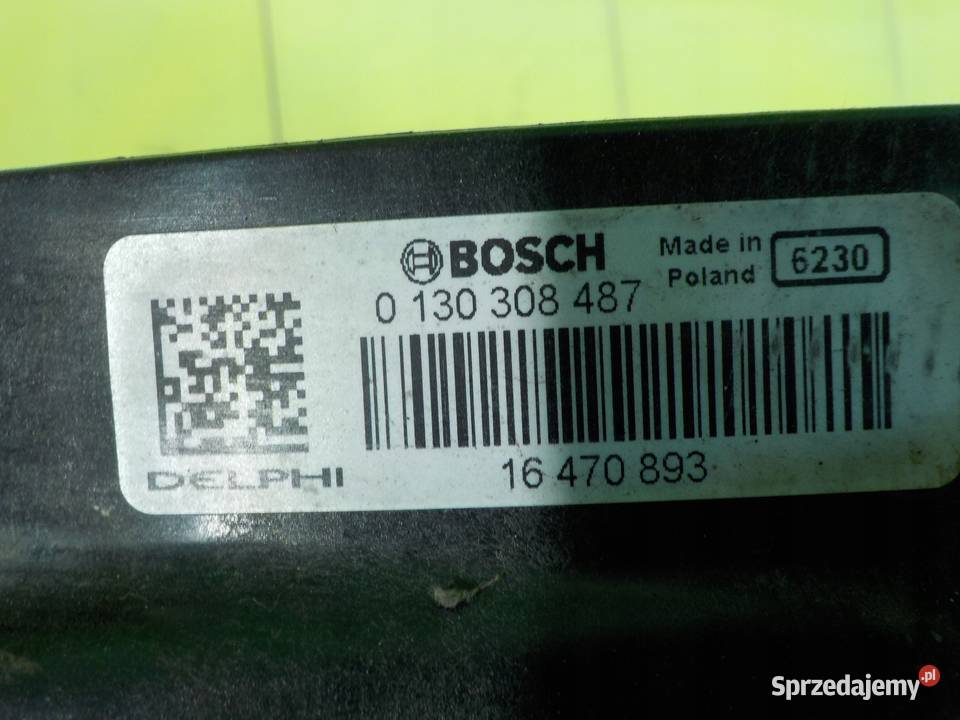 BOSCH Made in Poland 6230
0 130 308 487
DELPHI 16 470 893
Sprzedajemy.pl